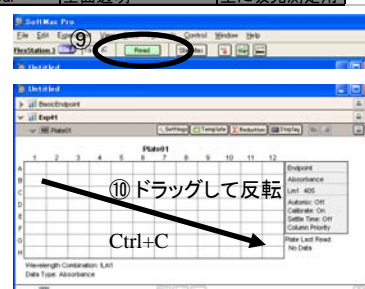 SoftMax Pro
⑨
File Edit Control Window Help
FlexStation 3 Read
Untitled
Untitled
BasicEndpoint
Exp01
Plate01 Settings Template Reduction Display
Plate01
1 2 3 4 5 6 7 8 9 10 11 12
A
B
C
D
E
F
G
H
Endpoint
Absorbance
Lm1 405
Automix: Off
Calibrate: On
Settle Time: Off
Column Priority
Plate Last Read
No Data
⑩ドラッグして反転
Ctrl+C
Wavelength Combination: !Lm1
Data Type: Absorbance